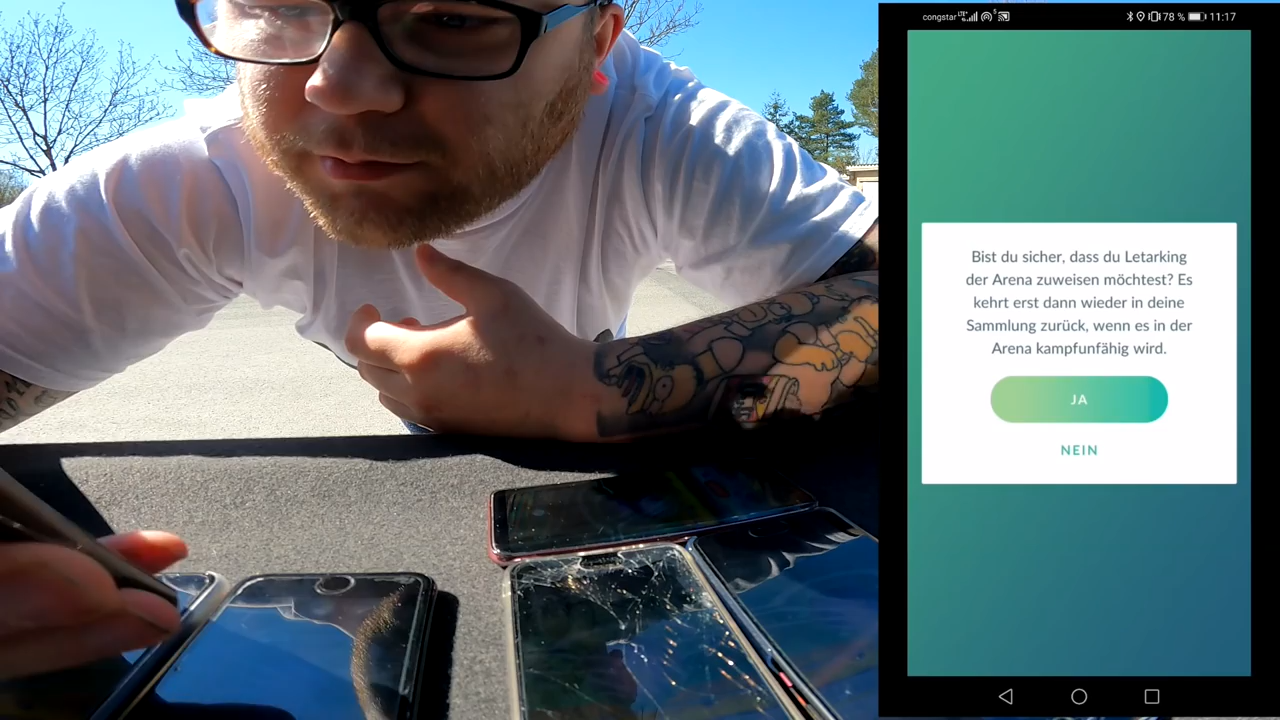 congstar 78 % 11:17
Bist du sicher, dass du Letarking
der Arena zuweisen möchtest? Es
kehrt erst dann wieder in deine
Sammlung zurück, wenn es in der
Arena kampfunfähig wird.
JA
NEIN